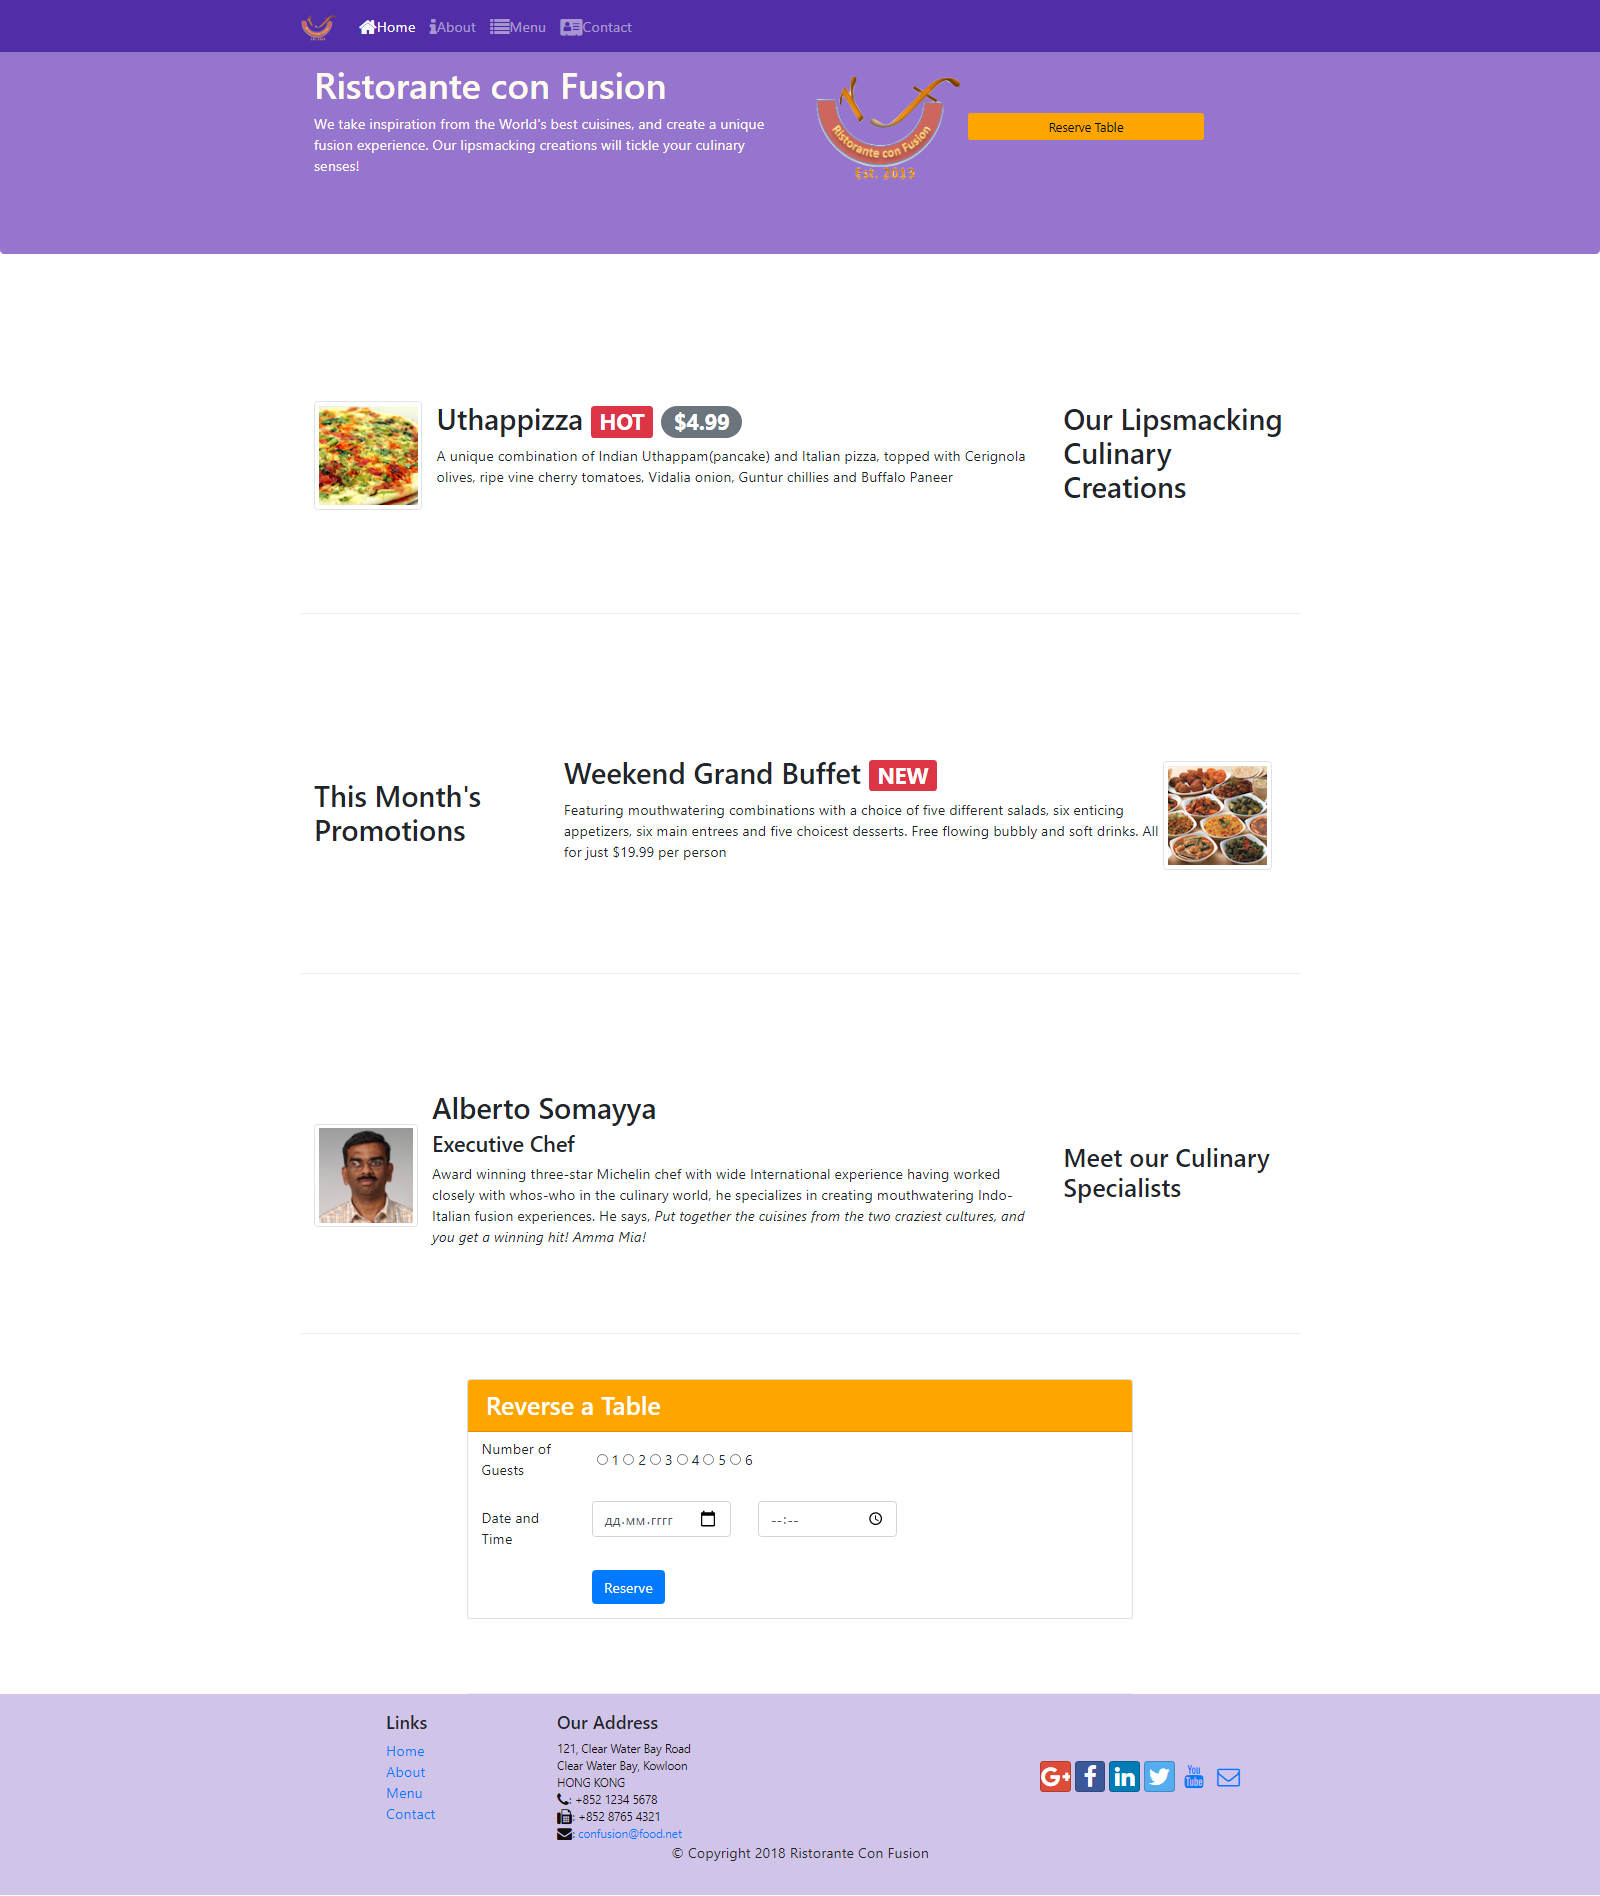 Home About Menu Contact
Ristorante con Fusion
We take inspiration from the World's best cuisines, and create a unique
fusion experience. Our lipsmacking creations will tickle your culinary
senses!
Ristorante con Fusion
Est. 2013
Reserve Table
Uthappizza HOT $4.99
A unique combination of Indian Uthappam(pancake) and Italian pizza, topped with Cerignola
olives, ripe vine cherry tomatoes, Vidalia onion, Guntur chillies and Buffalo Paneer
Our Lipsmacking
Culinary
Creations
This Month's
Promotions
Weekend Grand Buffet NEW
Featuring mouthwatering combinations with a choice of five different salads, six enticing
appetizers, six main entrees and five choicest desserts. Free flowing bubbly and soft drinks. All
for just $19.99 per person
Alberto Somayya
Executive Chef
Award winning three-star Michelin chef with wide International experience having worked
closely with whos-who in the culinary world, he specializes in creating mouthwatering Indo-
Italian fusion experiences. He says, Put together the cuisines from the two craziest cultures, and
you get a winning hit! Amma Mia!
Meet our Culinary
Specialists
Reverse a Table
Number of
Guests
1 2 3 4 5 6
Date and
Time
дд.мм.гггг
--:--
Reserve
Links
Home
About
Menu
Contact
Our Address
121, Clear Water Bay Road
Clear Water Bay, Kowloon
HONG KONG
: +852 1234 5678
: +852 8765 4321
: confusion@food.net
G+ f in You Tube
© Copyright 2018 Ristorante Con Fusion